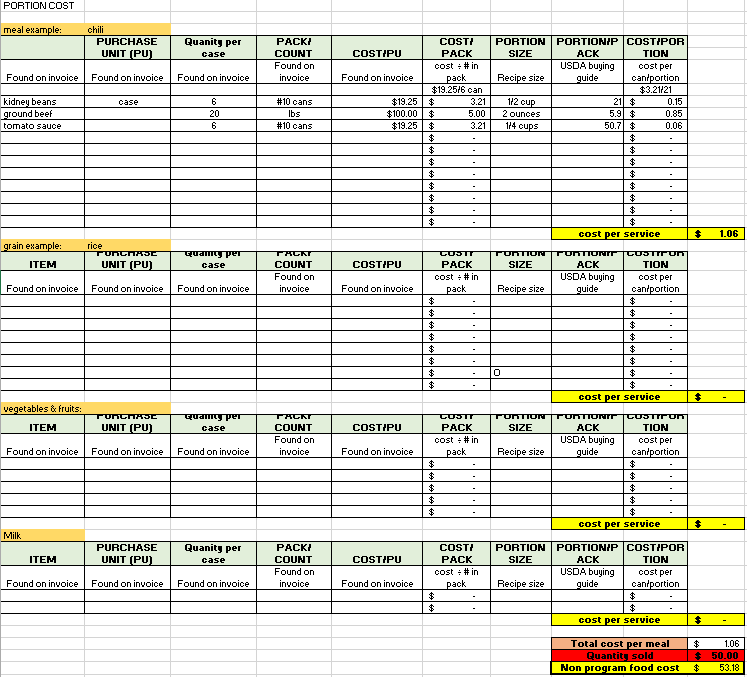 PORTION COST
meal example: chili
PURCHASE UNIT (PU) Quanity per case PACK/ COUNT COST/PU COST/ PACK PORTION SIZE PORTION/P ACK COST/POR TION
Found on invoice Found on invoice Found on invoice Found on invoice Found on invoice cost ÷ # in pack Recipe size USDA buying guide cost per can/portion
$19.25/6 can $3.21/21
kidney beans case 6 #10 cans $19.25 $ 3.21 1/2 cup 21 $ 0.15
ground beef 20 lbs $100.00 $ 5.00 2 ounces 5.9 $ 0.85
tomato sauce 6 #10 cans $19.25 $ 3.21 1/4 cups 50.7 $ 0.06
$ - $ -
$ - $ -
$ - $ -
$ - $ -
$ - $ -
$ - $ -
$ - $ -
$ - $ -
cost per service $ 1.06
grain example: rice
ITEM PURCHASE UNIT (PU) Quanity per case PACK/ COUNT COST/PU COST/ PACK PORTION SIZE PORTION/P ACK COST/POR TION
Found on invoice Found on invoice Found on invoice Found on invoice Found on invoice cost ÷ # in pack Recipe size USDA buying guide cost per can/portion
$ - $ -
$ - $ -
$ - $ -
$ - $ -
$ - $ -
$ - $ -
$ - O $ -
$ - $ -
cost per service $ -
vegetables & fruits:
ITEM PURCHASE UNIT (PU) Quanity per case PACK/ COUNT COST/PU COST/ PACK PORTION SIZE PORTION/P ACK COST/POR TION
Found on invoice Found on invoice Found on invoice Found on invoice Found on invoice cost ÷ # in pack Recipe size USDA buying guide cost per can/portion
$ - $ -
$ - $ -
$ - $ -
$ - $ -
$ - $ -
cost per service $ -
Milk
ITEM PURCHASE UNIT (PU) Quanity per case PACK/ COUNT COST/PU COST/ PACK PORTION SIZE PORTION/P ACK COST/POR TION
Found on invoice Found on invoice Found on invoice Found on invoice Found on invoice cost ÷ # in pack Recipe size USDA buying guide cost per can/portion
$ - $ -
$ - $ -
cost per service $ -
Total cost per meal $ 1.06
Quantity sold $ 50.00
Non program food cost $ 53.18